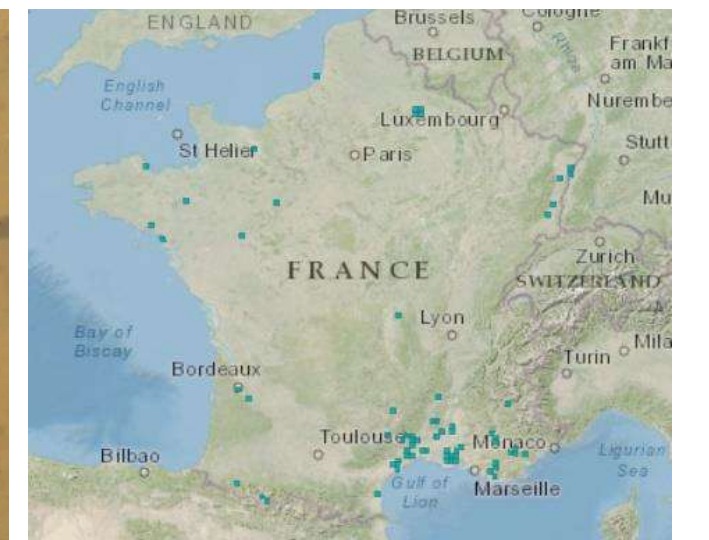 ENGLAND
Brussels
Cologne
BELGIUM
Rhine
Frankf
am Ma
English
Channel
Luxembourg
Nurembe
St Helier
Paris
Stutt
Mu
FRANCE
Zurich
SWITZERLAND
Bay of
Biscay
Lyon
Mila
Turin
Bordeaux
Toulouse
Monaco
Bilbao
Ligurian
Sea
Gulf of
Lion
Marseille